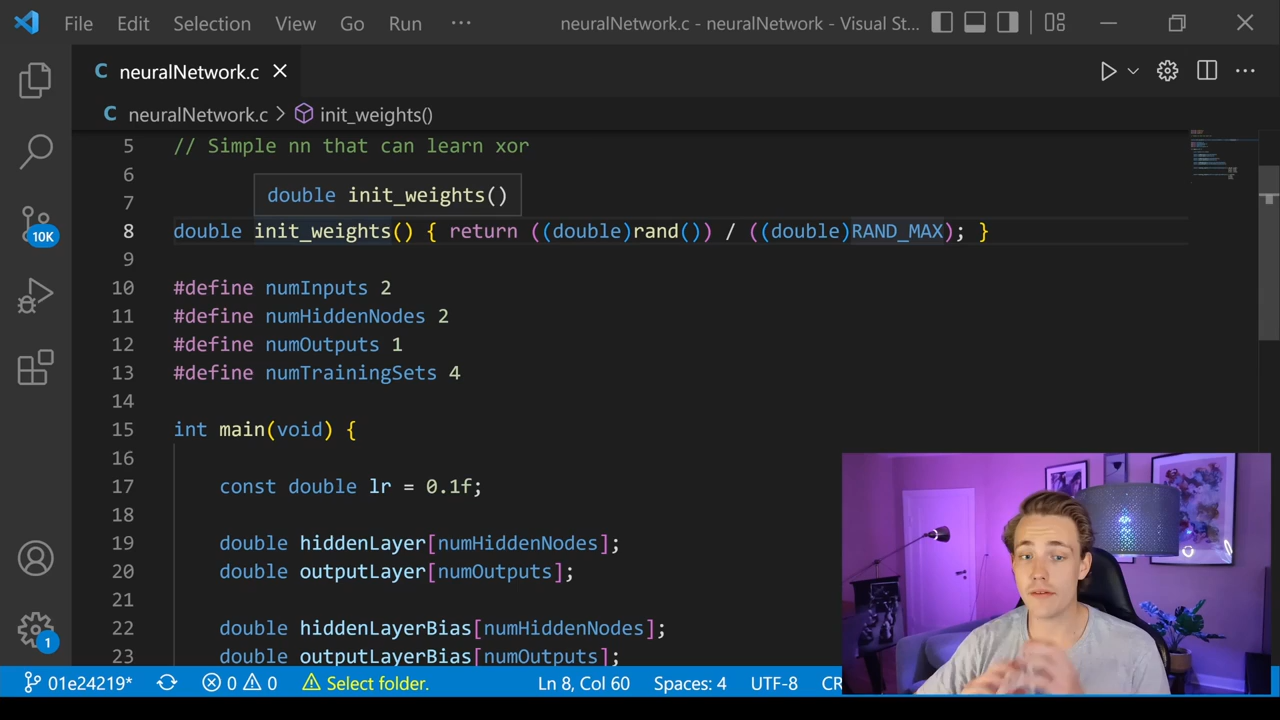 File Edit Selection View Go Run ··· neuralNetwork.c - neuralNetwork - Visual St...
C neuralNetwork.c
C neuralNetwork.c > init_weights()
5 // Simple nn that can learn xor
6
7
double init_weights()
8 double init_weights() { return ((double)rand()) / ((double)RAND_MAX); }
9
10 #define numInputs 2
11 #define numHiddenNodes 2
12 #define numOutputs 1
13 #define numTrainingSets 4
14
15 int main(void) {
16
17 const double lr = 0.1f;
18
19 double hiddenLayer[numHiddenNodes];
20 double outputLayer[numOutputs];
21
22 double hiddenLayerBias[numHiddenNodes];
23 double outputLayerBias[numOutputs];
10K
1
01e24219* 0 0 Select folder. Ln 8, Col 60 Spaces: 4 UTF-8 CR